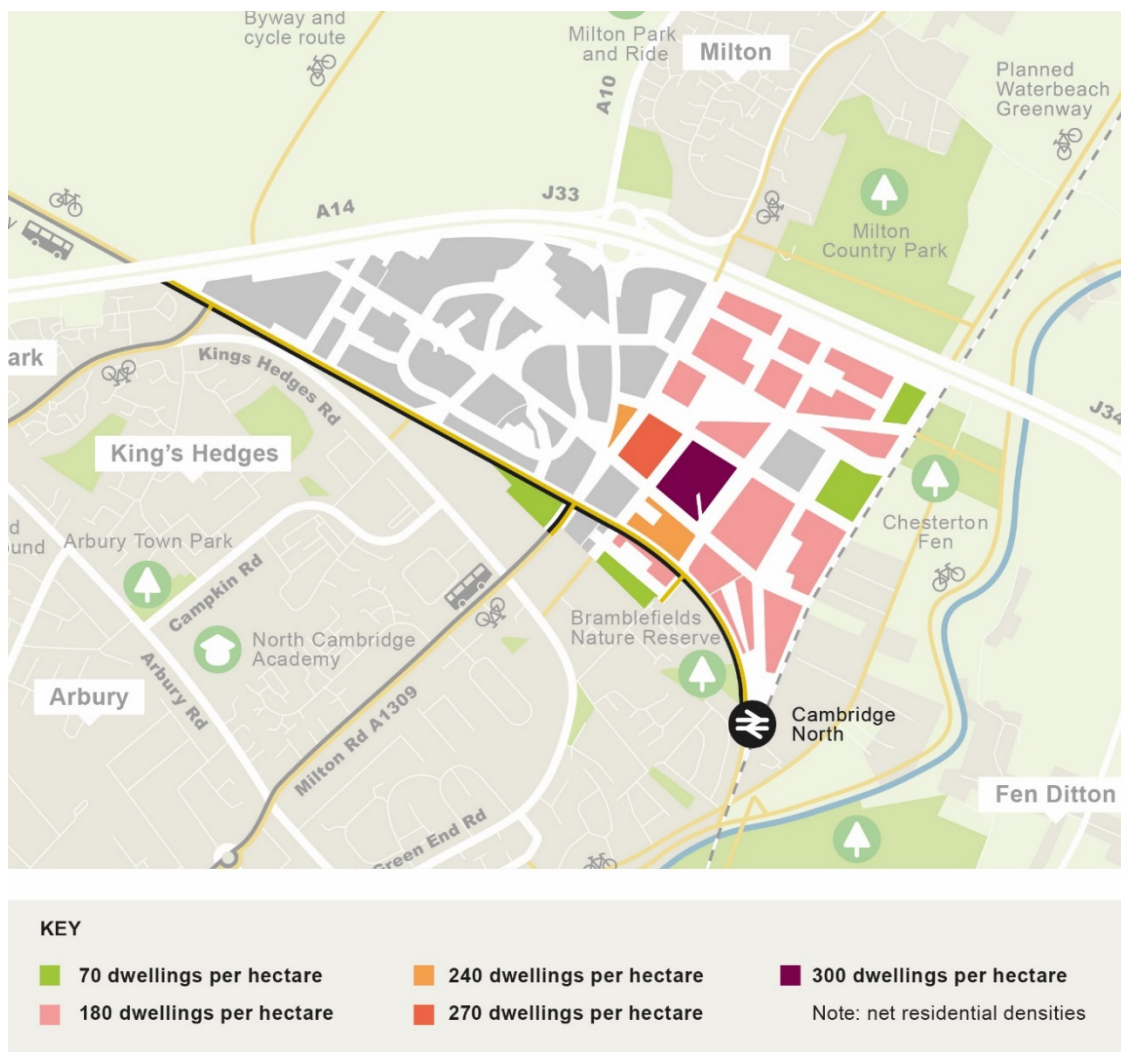 Byway and
cycle route
Milton Park
and Ride
Milton
A10
Planned
Waterbeach
Greenway
J33
A14
Milton
Country Park
y
Kings Hedges Rd
ark
J34
King's Hedges
Chesterton
Fen
d
und
Arbury Town Park
Campkin Rd
Bramblefields
Nature Reserve
North Cambridge
Academy
Arbury
Arbury Rd
Milton Rd A1309
Cambridge
North
Fen Ditton
Green End Rd
KEY
70 dwellings per hectare
240 dwellings per hectare
300 dwellings per hectare
180 dwellings per hectare
270 dwellings per hectare
Note: net residential densities